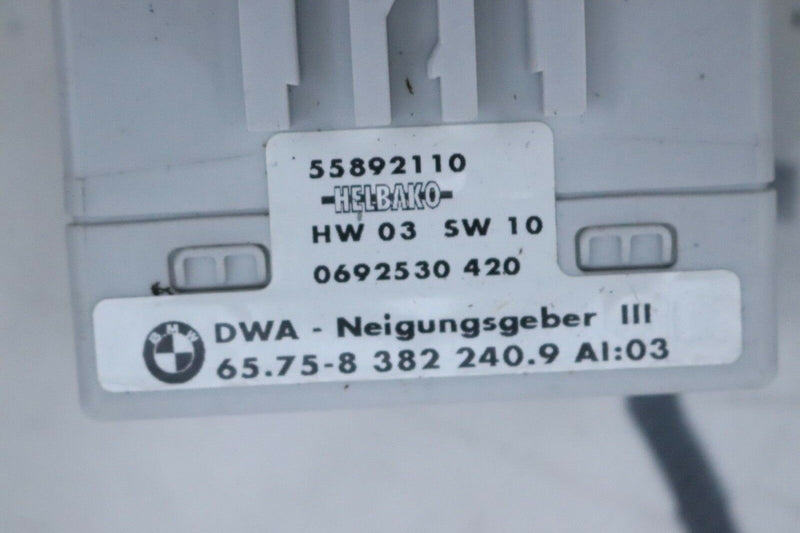 55892110
HELBAKO
HW 03 SW 10
0692530 420
BMW
DWA - Neigungsgeber III
65.75-8 382 240.9 AI:03